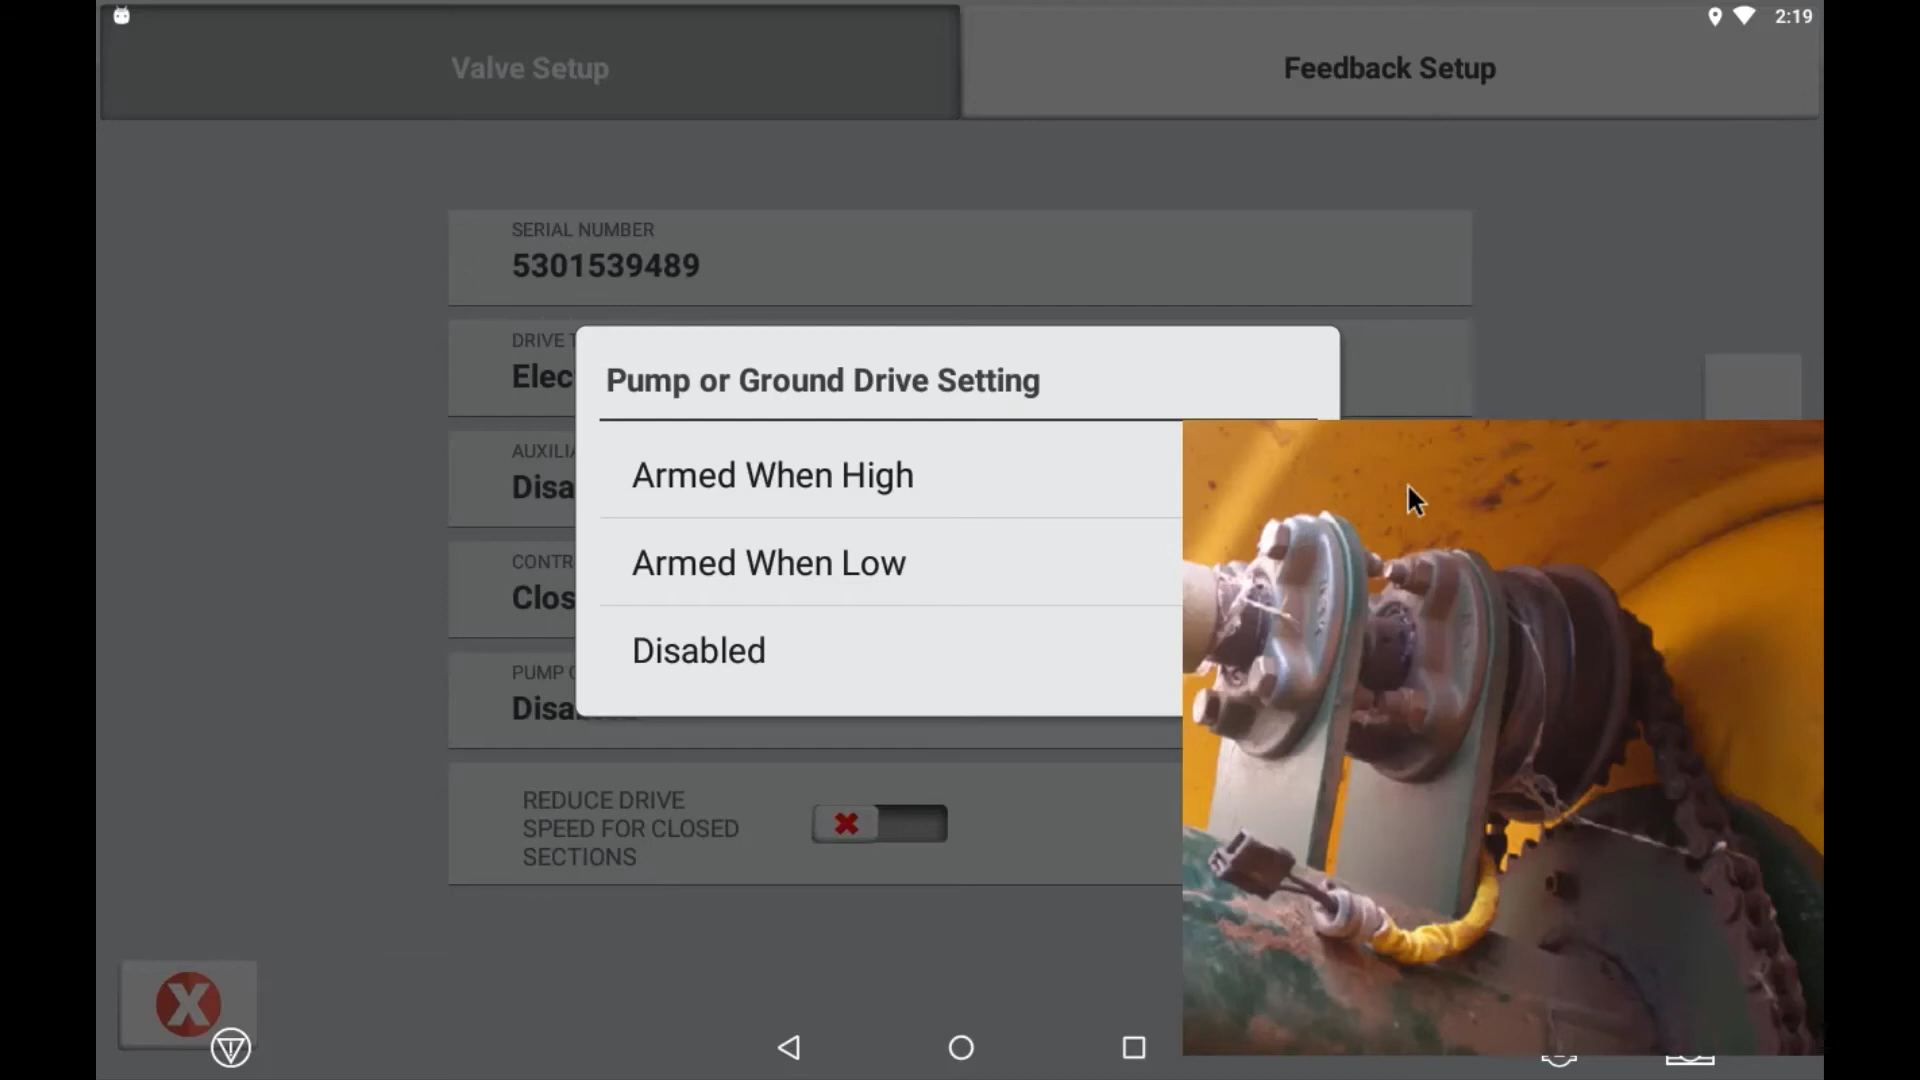 2:19
Valve Setup
Feedback Setup
SERIAL NUMBER
5301539489
DRIVE T
Elec
Pump or Ground Drive Setting
AUXILIA
Disa
Armed When High
CONTR
Clos
Armed When Low
PUMP
Disa
Disabled
REDUCE DRIVE
SPEED FOR CLOSED
SECTIONS